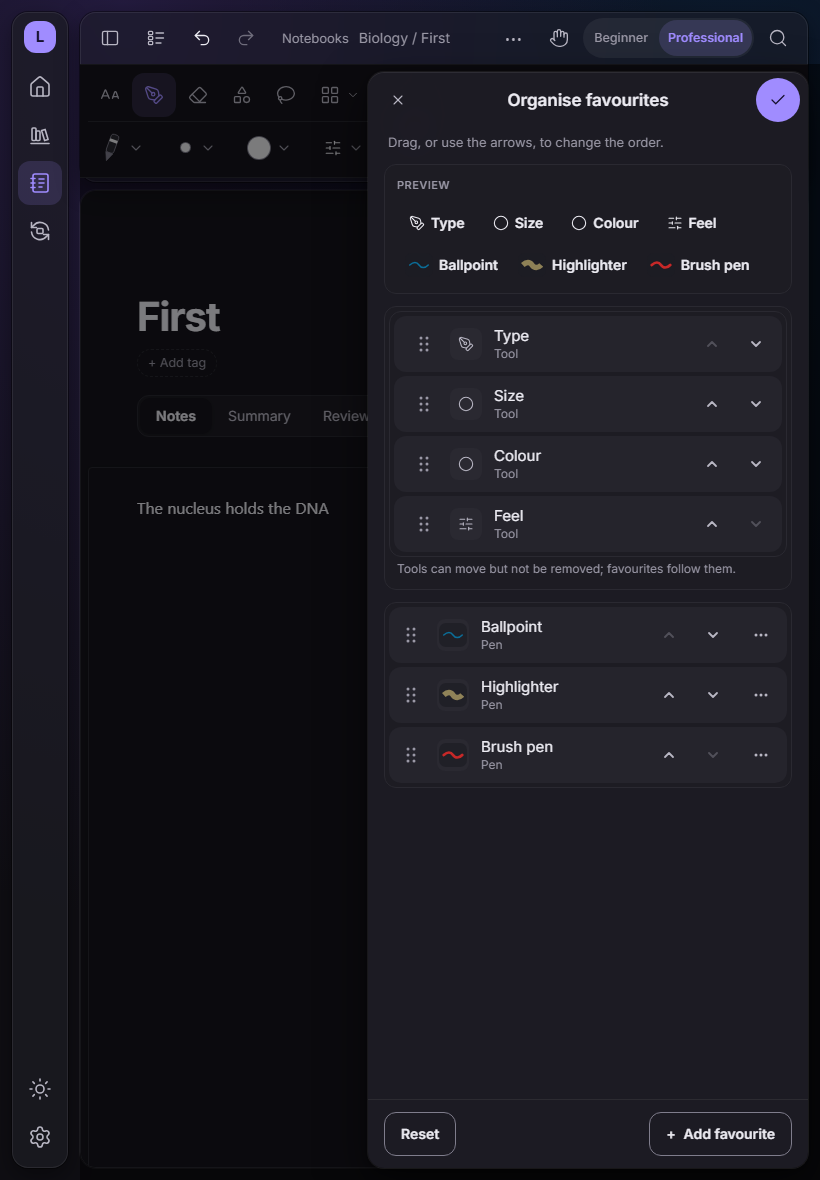 L
Notebooks Biology / First
Beginner Professional
AA
Organise favourites
Drag, or use the arrows, to change the order.
PREVIEW
Type Size Colour Feel
Ballpoint Highlighter Brush pen
First
+ Add tag
Notes Summary Review
The nucleus holds the DNA
Type
Tool
Size
Tool
Colour
Tool
Feel
Tool
Tools can move but not be removed; favourites follow them.
Ballpoint
Pen
Highlighter
Pen
Brush pen
Pen
Reset
+ Add favourite